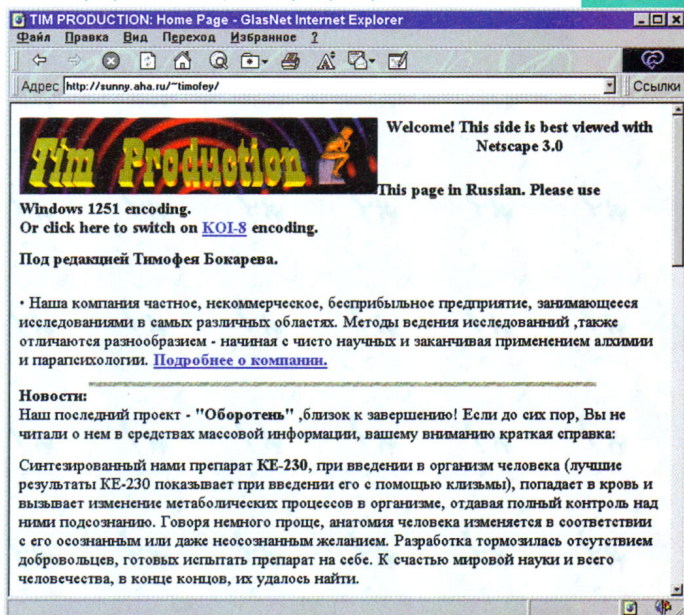 TIM PRODUCTION: Home Page - GlasNet Internet Explorer
Файл Правка Вид Переход Избранное ?
Адрес http://sunny.aha.ru/~timofey/ Ссылки
Tim Production
Welcome! This side is best viewed with
Netscape 3.0
This page in Russian. Please use
Windows 1251 encoding.
Or click here to switch on KOI-8 encoding.
Под редакцией Тимофея Бокарева.
• Наша компания частное, некоммерческое, бесприбыльное предприятие, занимающееся
исследованиями в самых различных областях. Методы ведения исследованний ,также
отличаются разнообразием - начиная с чисто научных и заканчивая применением алхимии
и парапсихологии. Подробнее о компании.
Новости:
Наш последний проект - "Оборотень" ,близок к завершению! Если до сих пор, Вы не
читали о нем в средствах массовой информации, вашему вниманию краткая справка:
Синтезированный нами препарат KE-230, при введении в организм человека (лучшие
результаты KE-230 показывает при введении его с помощью клизьмы), попадает в кровь и
вызывает изменение метаболических процессов в организме, отдавая полный контроль над
ними подсознанию. Говоря немного проще, анатомия человека изменяется в соответствии
с его осознанным или даже неосознанным желанием. Разработка тормозилась отсутствием
добровольцев, готовых испытать препарат на себе. К счастью мировой науки и всего
человечества, в конце концов, их удалось найти.